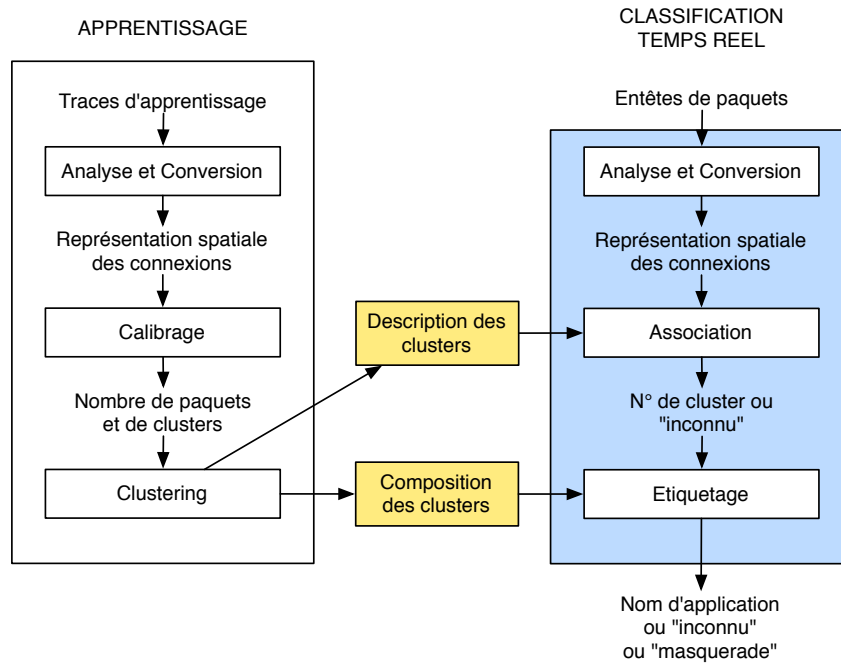 APPRENTISSAGE
Traces d'apprentissage
Analyse et Conversion
Représentation spatiale
des connexions
Calibrage
Nombre de paquets
et de clusters
Clustering
Description des
clusters
Composition
des clusters
CLASSIFICATION
TEMPS REEL
Entêtes de paquets
Analyse et Conversion
Représentation spatiale
des connexions
Association
N° de cluster ou
"inconnu"
Etiquetage
Nom d'application
ou "inconnu"
ou "masquerade"